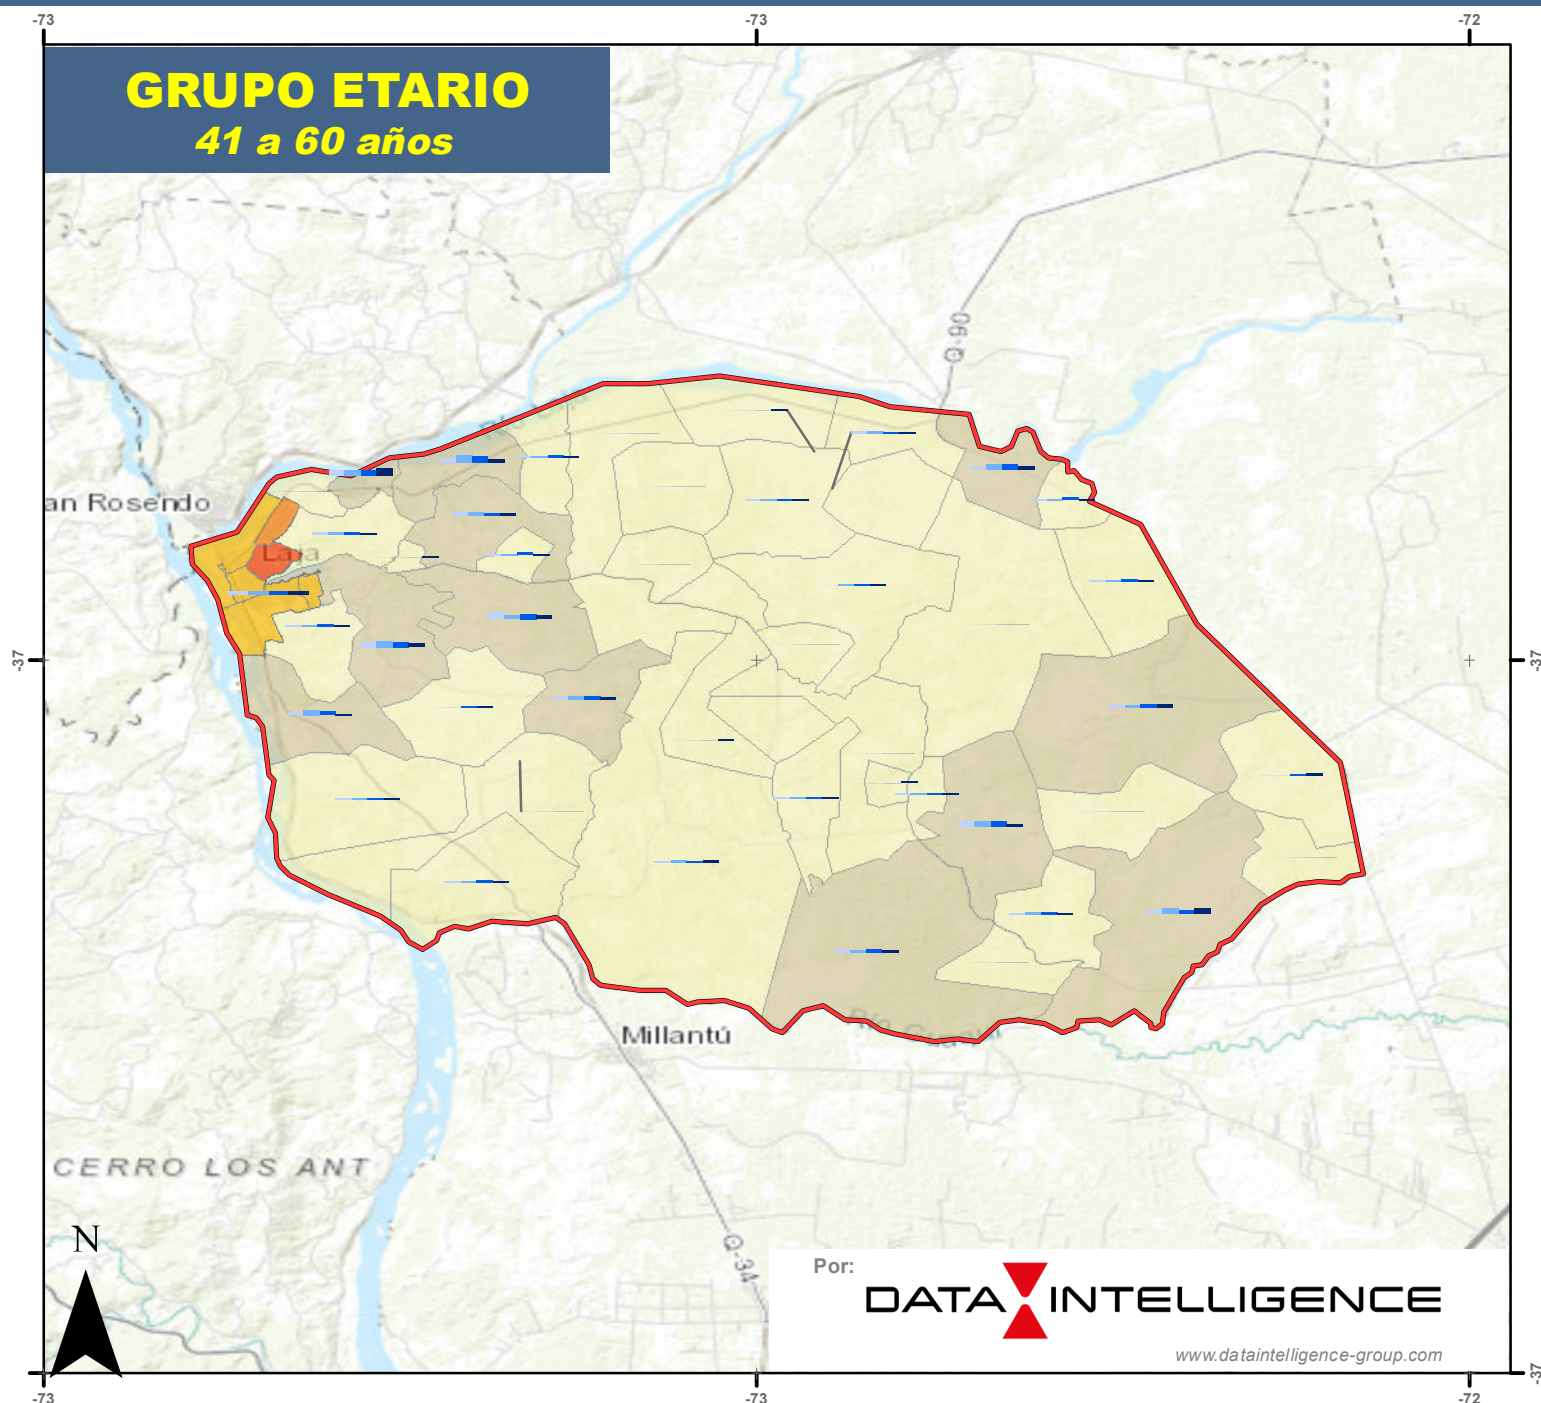 -73
-73
-72
GRUPO ETARIO
41 a 60 años
Q-90
an Rosendo
Laja
-37
-37
Millantú
CERRO LOS ANT
N
Q-34
Por:
DATA INTELLIGENCE
www.dataintelligence-group.com
-37
-73
-73
-72